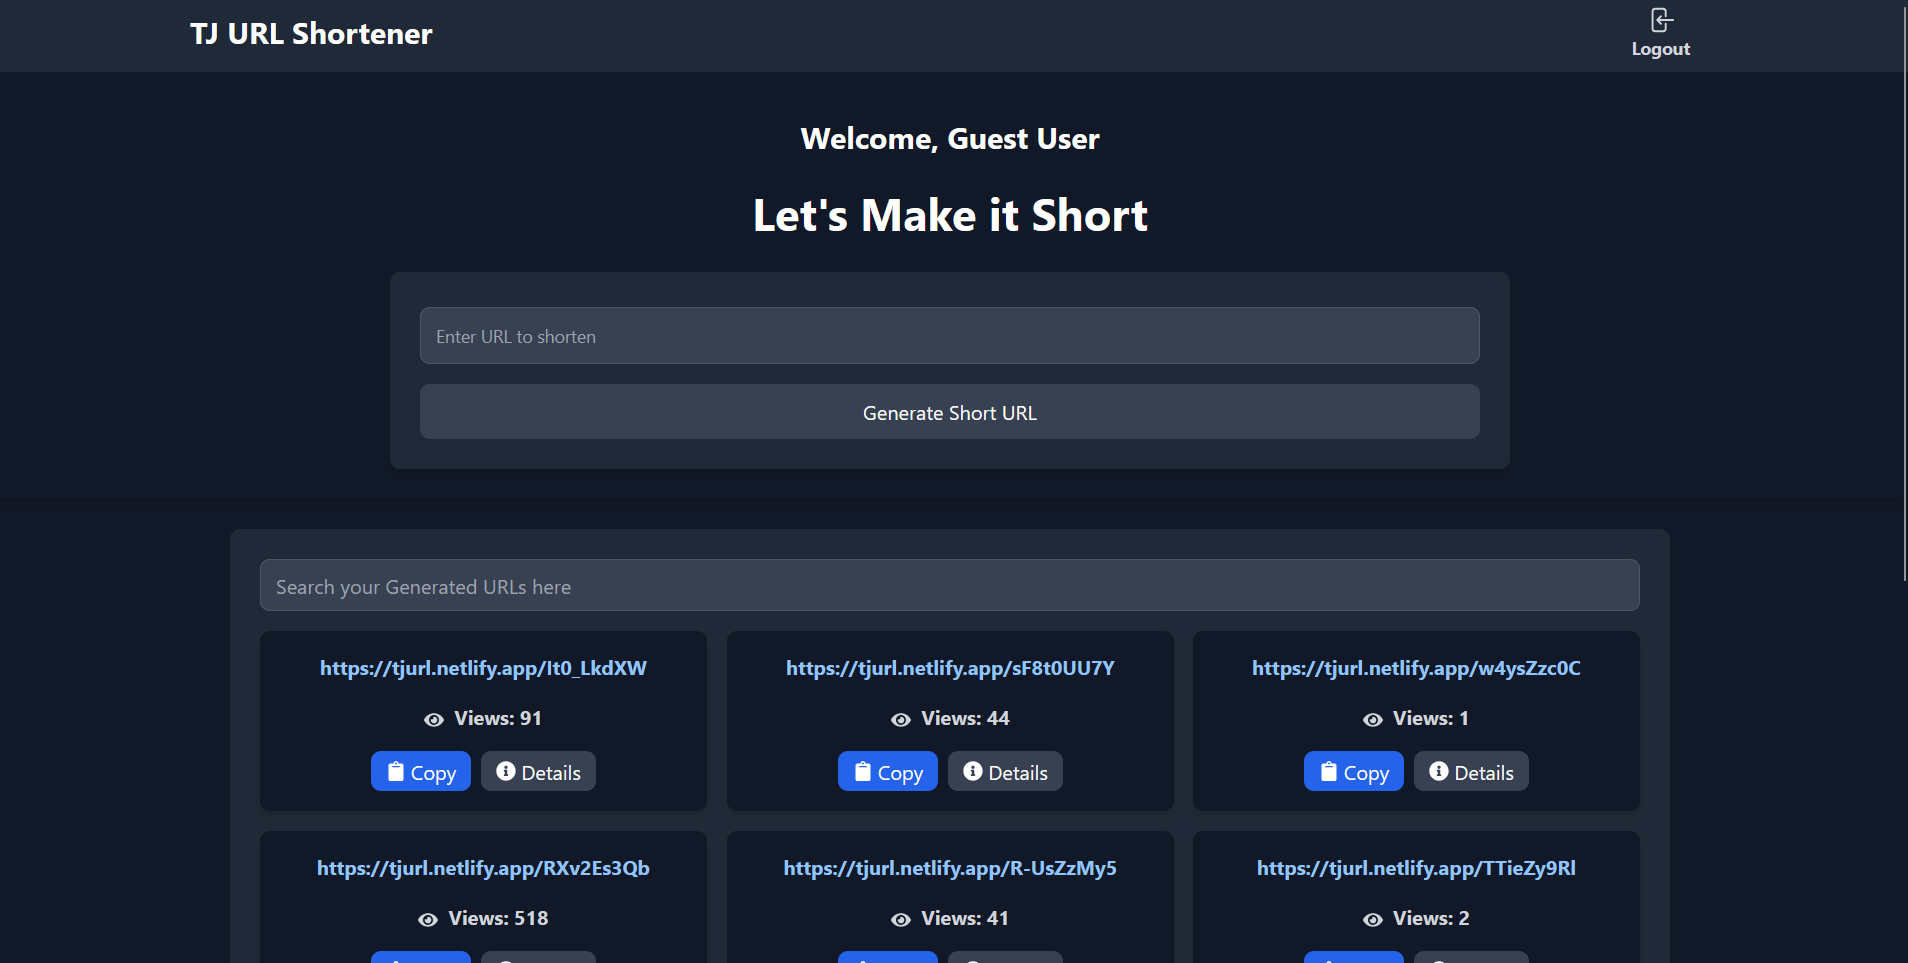 TJ URL Shortener
Logout
Welcome, Guest User
Let's Make it Short
Enter URL to shorten
Generate Short URL
Search your Generated URLs here
https://tjurl.netlify.app/It0_LkdXW
https://tjurl.netlify.app/sF8t0UU7Y
https://tjurl.netlify.app/w4ysZzc0C
Views: 91
Views: 44
Views: 1
Copy
Details
Copy
Details
Copy
Details
https://tjurl.netlify.app/RXv2Es3Qb
https://tjurl.netlify.app/R-UsZzMy5
https://tjurl.netlify.app/TTieZy9Rl
Views: 518
Views: 41
Views: 2